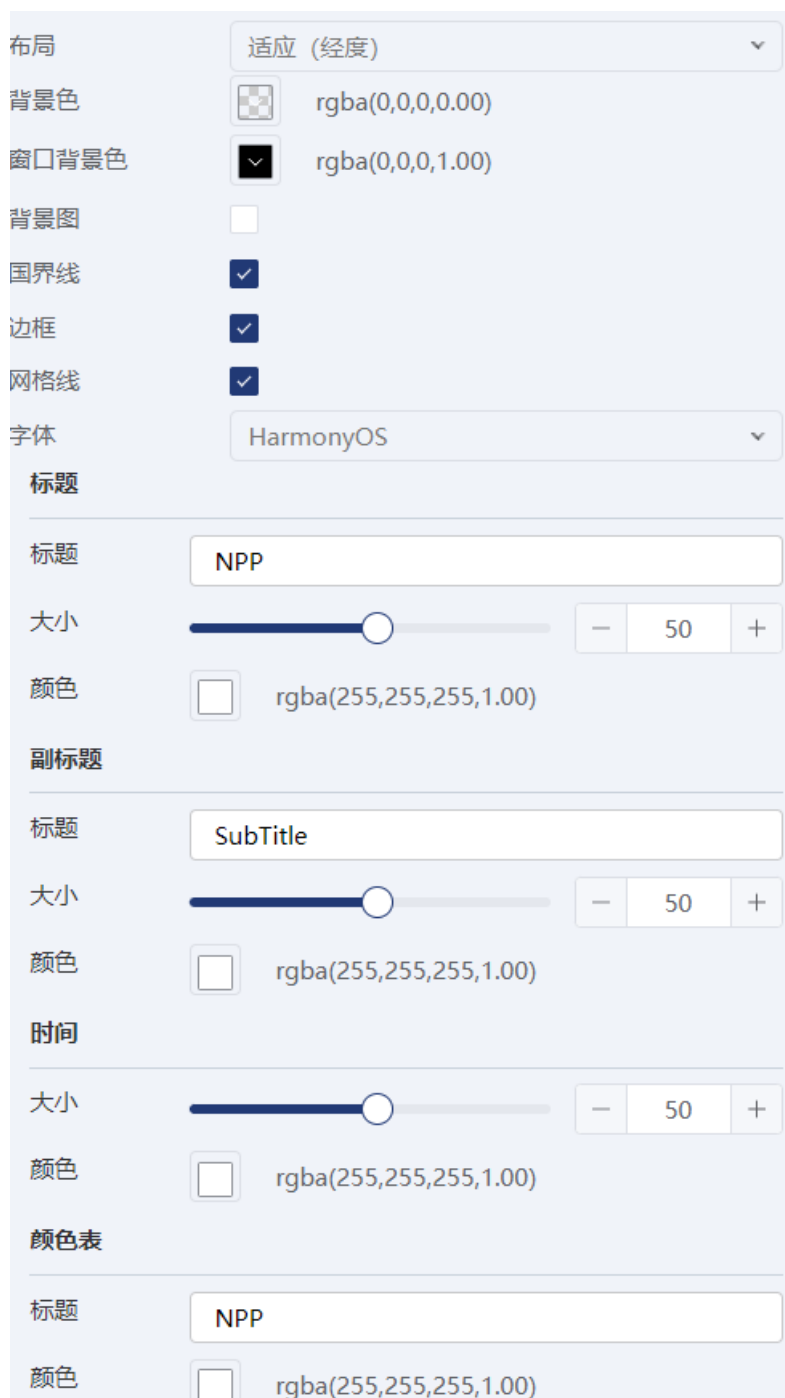 布局 适应（经度）
背景色 rgba(0,0,0,0.00)
窗口背景色 rgba(0,0,0,1.00)
背景图
国界线
边框
网格线
字体 HarmonyOS
标题
标题 NPP
大小 50
颜色 rgba(255,255,255,1.00)
副标题
标题 SubTitle
大小 50
颜色 rgba(255,255,255,1.00)
时间
大小 50
颜色 rgba(255,255,255,1.00)
颜色表
标题 NPP
颜色 rgba(255,255,255,1.00)